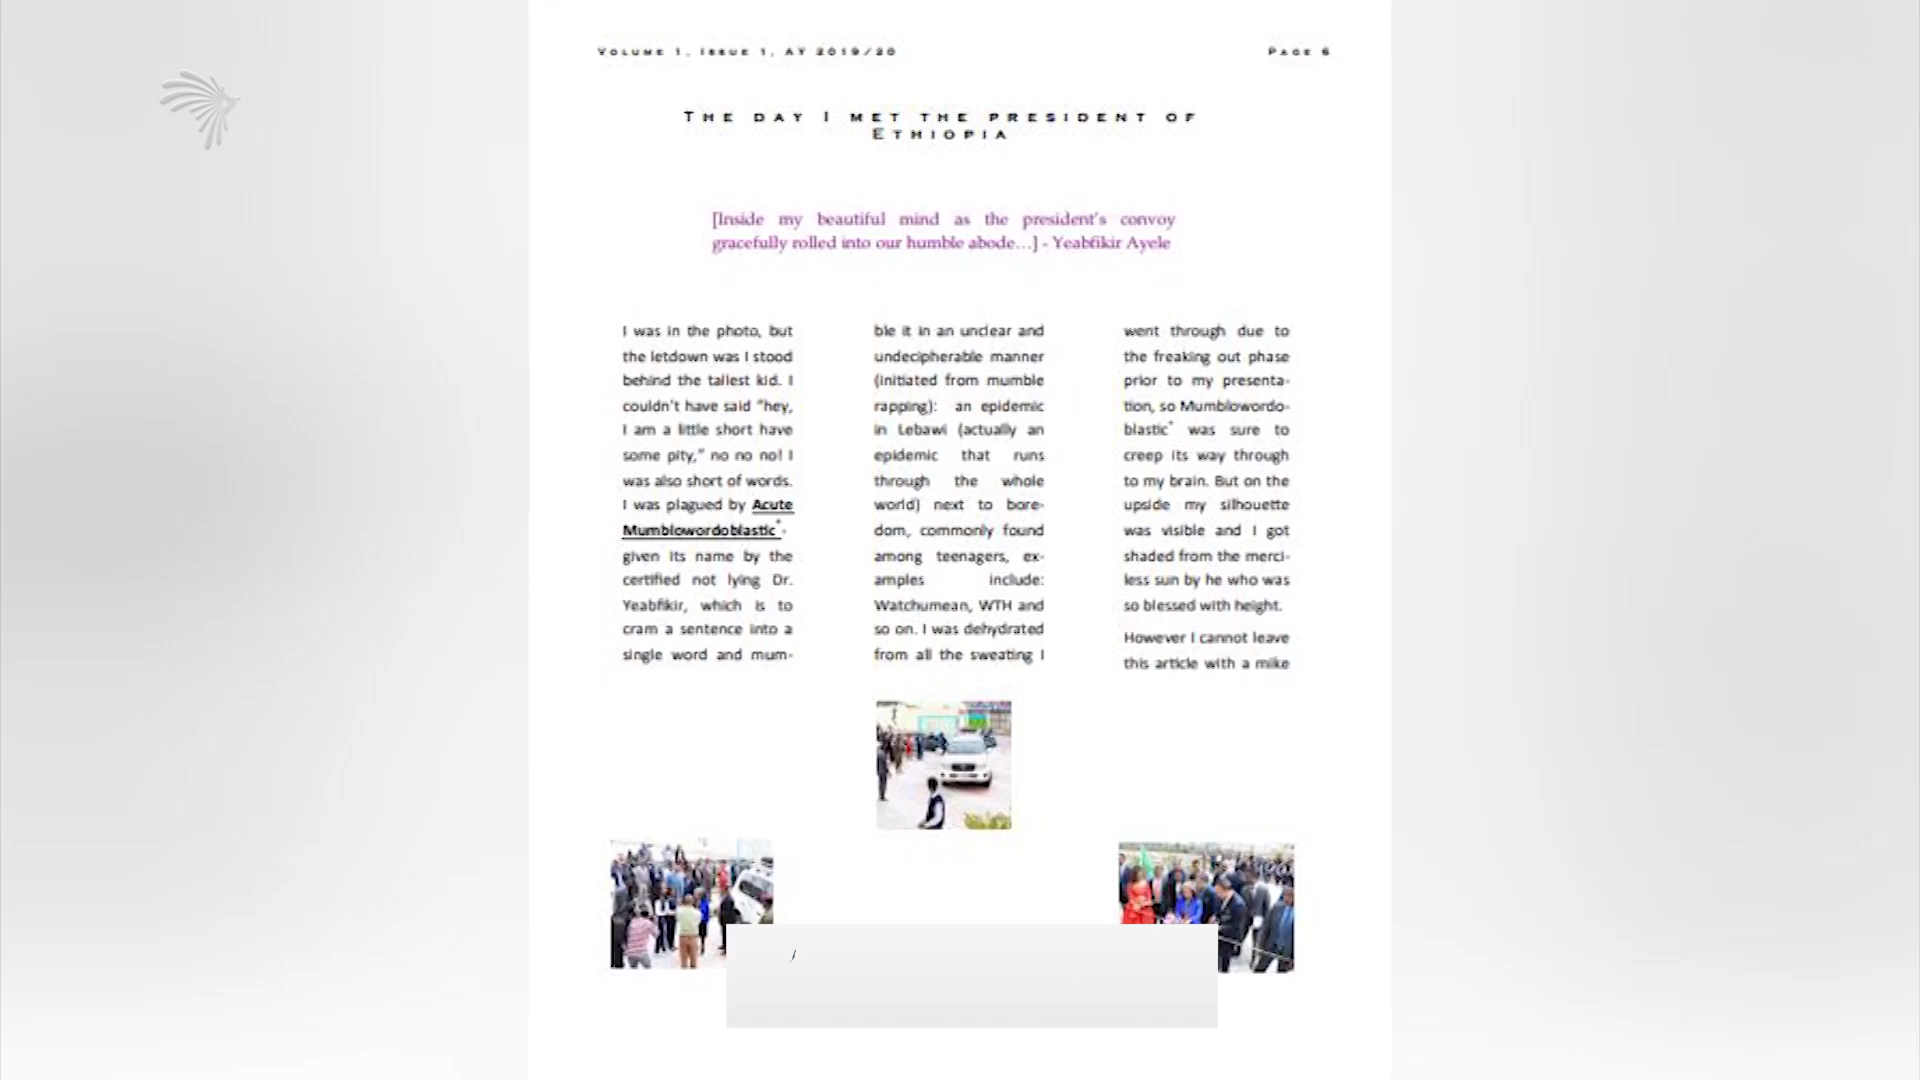 VOLUME 1, ISSUE 1, AY 2019/20
PAGE 6
THE DAY I MET THE PRESIDENT OF
ETHIOPIA
[Inside my beautiful mind as the president's convoy
gracefully rolled into our humble abode…] - Yeabfikir Ayele
I was in the photo, but
the letdown was I stood
behind the tallest kid. I
couldn't have said "hey,
I am a little short have
some pity," no no no! I
was also short of words.
I was plagued by Acute
Mumblowordoblastic*-
given its name by the
certified not lying Dr.
Yeabfikir, which is to
cram a sentence into a
single word and mum-
ble it in an unclear and
undecipherable manner
(initiated from mumble
rapping): an epidemic
in Lebawi (actually an
epidemic that runs
through the whole
world) next to bore-
dom, commonly found
among teenagers, ex-
amples include:
Watchumean, WTH and
so on. I was dehydrated
from all the sweating I
went through due to
the freaking out phase
prior to my presenta-
tion, so Mumblowordo-
blastic* was sure to
creep its way through
to my brain. But on the
upside my silhouette
was visible and I got
shaded from the merci-
less sun by he who was
so blessed with height.
However I cannot leave
this article with a mike